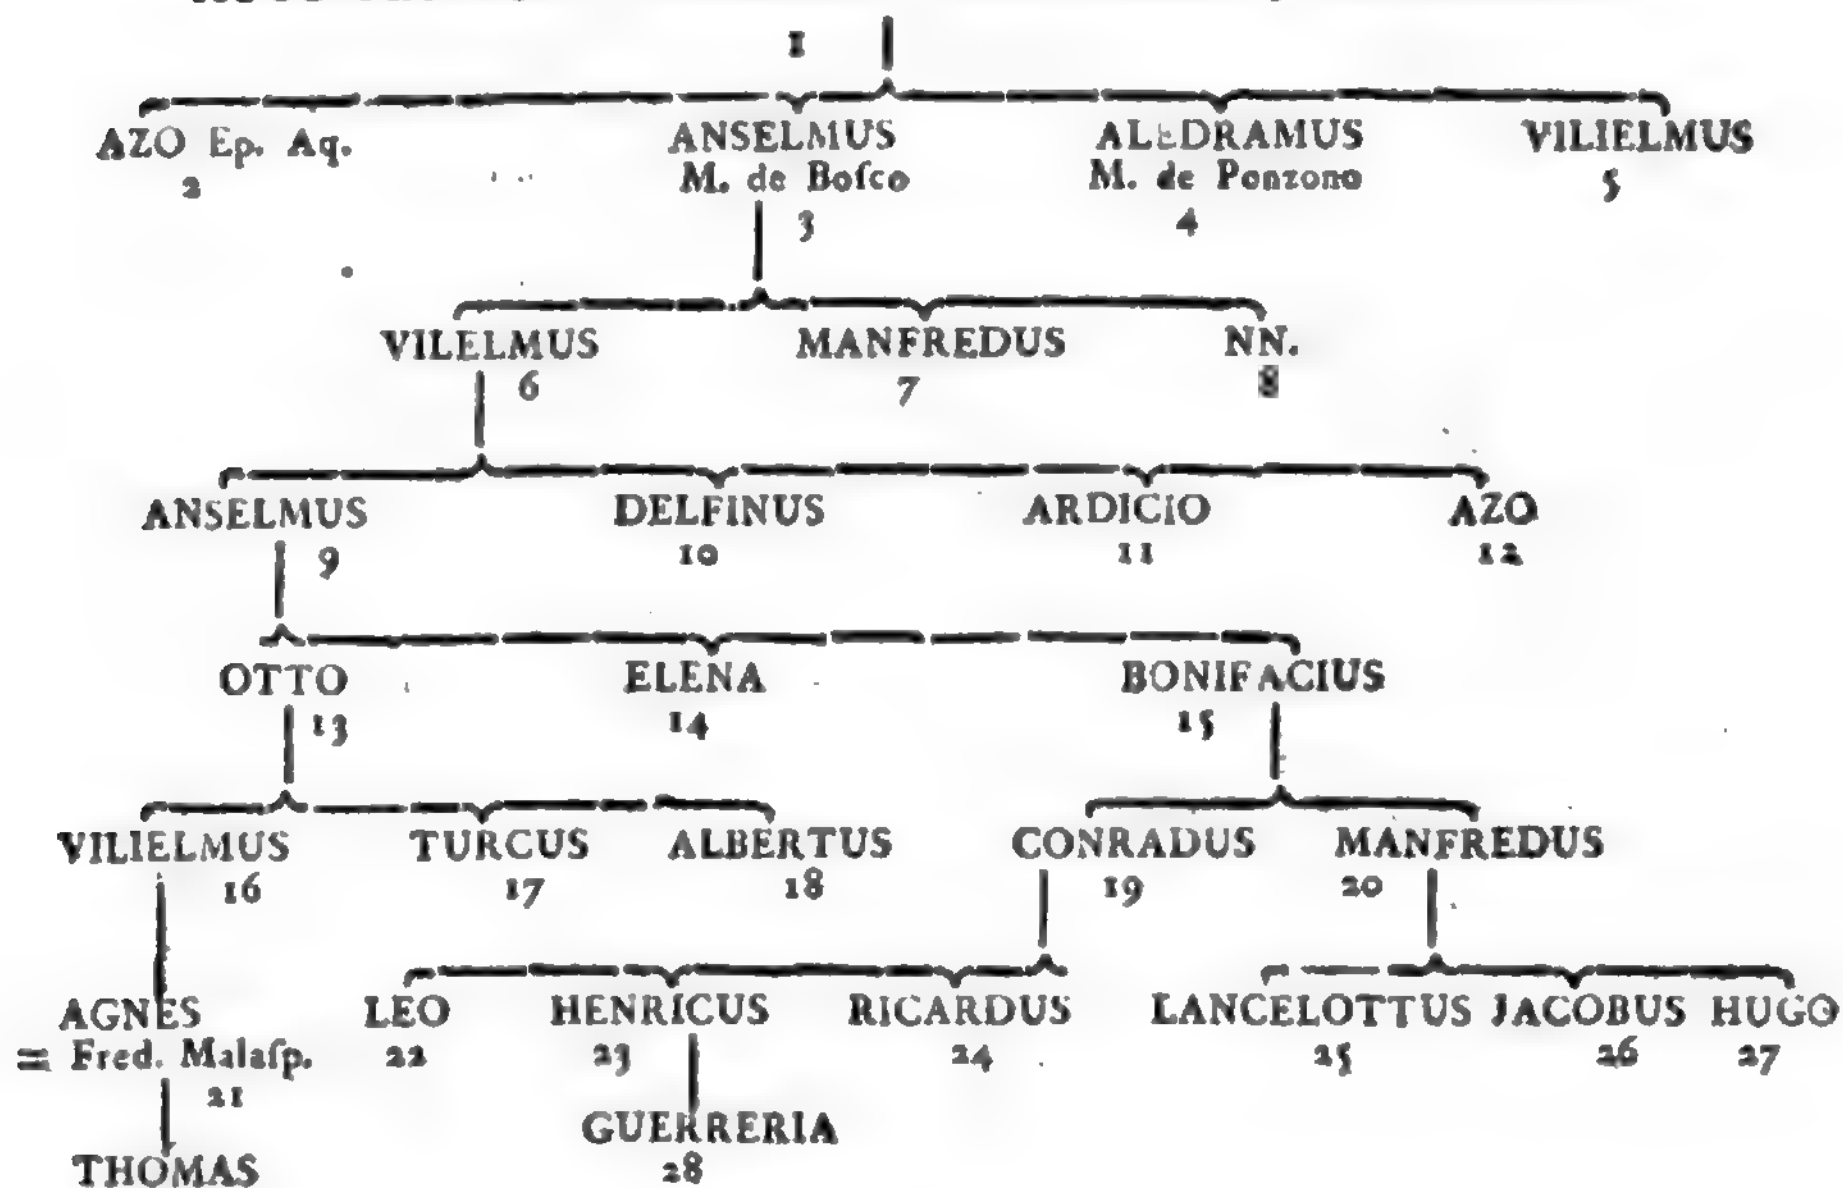 1
AZO Ep. Aq. ANSELMUS ALEDRAMUS VILIELMUS
2 M. de Boſco M. de Ponzono 5
3 4
VILELMUS MANFREDUS NN.
6 7 8
ANSELMUS DELFINUS ARDICIO AZO
9 10 11 12
OTTO ELENA BONIFACIUS
13 14 15
VILIELMUS TURCUS ALBERTUS CONRADUS MANFREDUS
16 17 18 19 20
AGNES LEO HENRICUS RICARDUS LANCELOTTUS JACOBUS HUGO
= Fred. Malaſp. 22 23 24 25 26 27
21
GUERRERIA
THOMAS 28